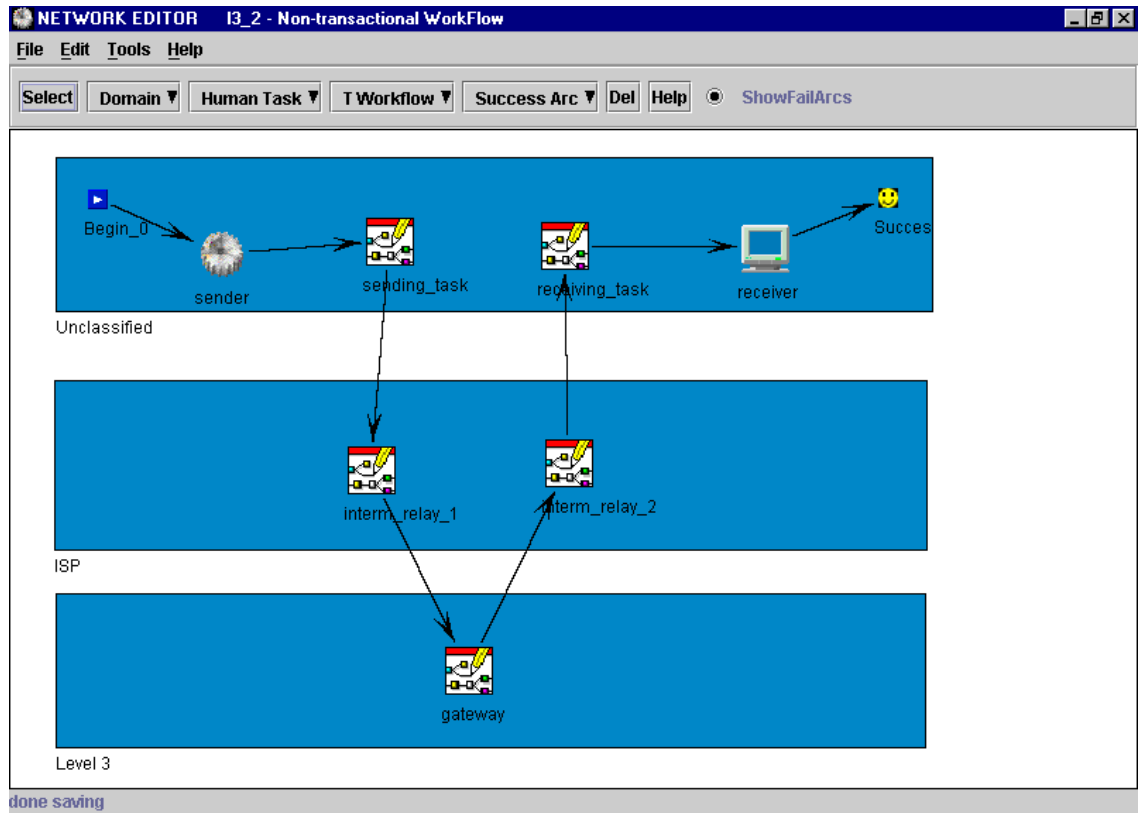 NETWORK EDITOR I3_2 - Non-transactional WorkFlow
File Edit Tools Help
Select Domain Human Task T Workflow Success Arc Del Help ShowFailArcs
Begin_0 Succes
sender sending_task receiving_task receiver
Unclassified
interm_relay_1 interm_relay_2
ISP
gateway
Level 3
done saving